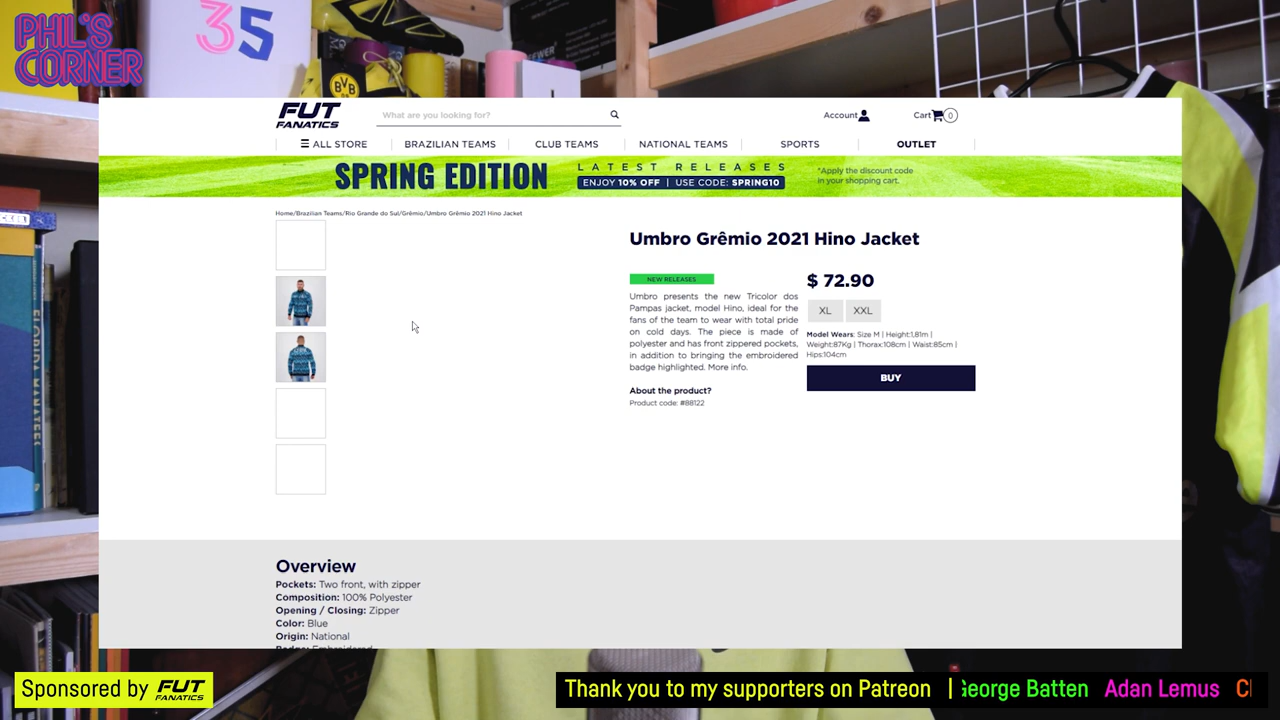 PHIL'S
CORNER
35
BVB
09
FUT
FANATICS
What are you looking for?
Account
Cart
0
ALL STORE
BRAZILIAN TEAMS
CLUB TEAMS
NATIONAL TEAMS
SPORTS
OUTLET
SPRING EDITION
LATEST RELEASES
ENJOY 10% OFF | USE CODE: SPRING10
*Apply the discount code
in your shopping cart.
Home/Brazilian Teams/Rio Grande do Sul/Grêmio/Umbro Grêmio 2021 Hino Jacket
Umbro Grêmio 2021 Hino Jacket
NEW RELEASES
Umbro presents the new Tricolor dos
Pampas jacket, model Hino, ideal for the
fans of the team to wear with total pride
on cold days. The piece is made of
polyester and has front zippered pockets,
in addition to bringing the embroidered
badge highlighted. More info.
About the product?
Product code: #88122
$ 72.90
XL
XXL
Model Wears: Size M | Height:1,81m |
Weight:87Kg | Thorax:108cm | Waist:85cm |
Hips:104cm
BUY
Overview
Pockets: Two front, with zipper
Composition: 100% Polyester
Opening / Closing: Zipper
Color: Blue
Origin: National
Badge: Embroidered
FLORIDA MANATEES
Sponsored by FUT
FANATICS
Thank you to my supporters on Patreon | George Batten Adan Lemus